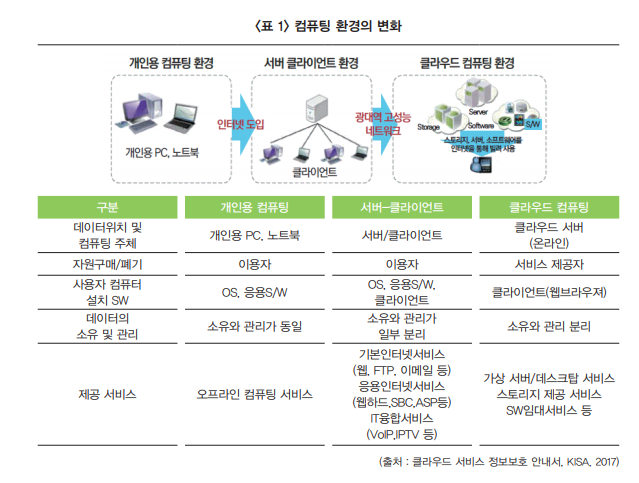 <표 1> 컴퓨팅 환경의 변화
개인용 컴퓨팅 환경
서버 클라이언트 환경
클라우드 컴퓨팅 환경
인터넷 도입
광대역 고성능
네트워크
개인용 PC, 노트북
클라이언트
Server
Storage
Software
S/W
스토리지, 서버, 소프트웨어를
인터넷을 통해 빌려 사용
구분
개인용 컴퓨팅
서버-클라이언트
클라우드 컴퓨팅
데이터위치 및
컴퓨팅 주체
개인용 PC, 노트북
서버/클라이언트
클라우드 서버
(온라인)
자원구매/폐기
이용자
이용자
서비스 제공자
사용자 컴퓨터
설치 SW
OS, 응용S/W
OS, 응용S/W,
클라이언트
클라이언트(웹브라우져)
데이터의
소유 및 관리
소유와 관리가 동일
소유와 관리가
일부 분리
소유와 관리 분리
제공 서비스
오프라인 컴퓨팅 서비스
기본인터넷서비스
(웹, FTP, 이메일 등)
응용인터넷서비스
(웹하드,SBC,ASP등)
IT융합서비스
(VoIP,IPTV 등)
가상 서버/데스크탑 서비스
스토리지 제공 서비스
SW임대서비스 등
(출처 : 클라우드 서비스 정보보호 안내서, KISA, 2017)